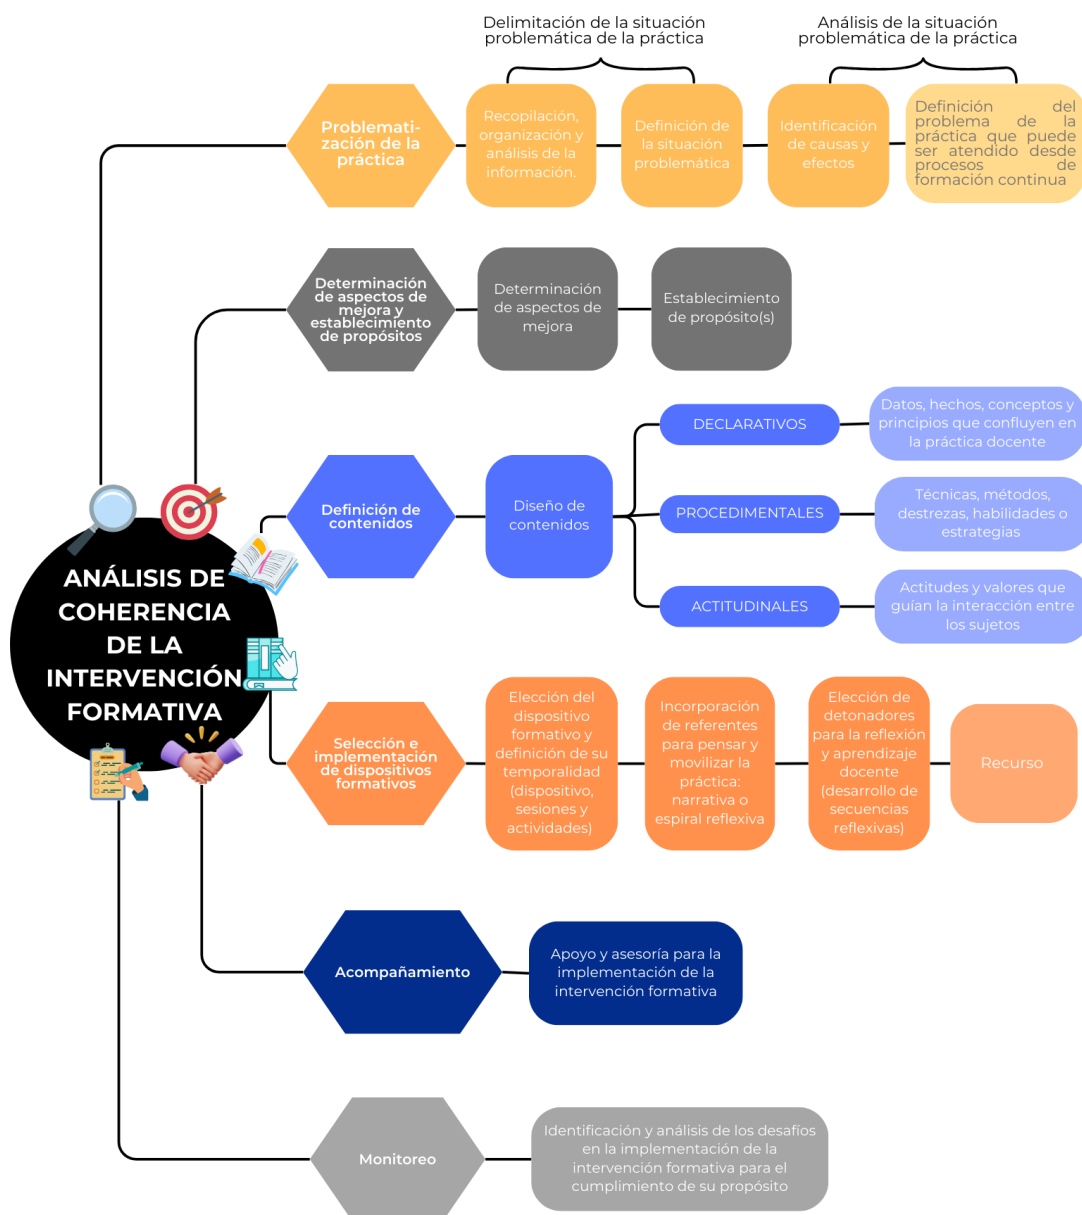 Delimitación de la situación
problemática de la práctica
Análisis de la situación
problemática de la práctica
Problemati-
zación de la
práctica
Recopilación,
organización y
análisis de la
información.
Definición de
la situación
problemática
Identificación
de causas y
efectos
Definición del
problema de la
práctica que puede
ser atendido desde
procesos de
formación continua
Determinación
de aspectos de
mejora y
establecimiento
de propósitos
Determinación
de aspectos de
mejora
Establecimiento
de propósito(s)
Definición de
contenidos
Diseño de
contenidos
DECLARATIVOS
Datos, hechos, conceptos y
principios que confluyen en
la práctica docente
PROCEDIMENTALES
Técnicas, métodos,
destrezas, habilidades o
estrategias
ACTITUDINALES
Actitudes y valores que
guían la interacción entre
los sujetos
ANÁLISIS DE
COHERENCIA
DE LA
INTERVENCIÓN
FORMATIVA
Selección e
implementación
de dispositivos
formativos
Elección del
dispositivo
formativo y
definición de su
temporalidad
(dispositivo,
sesiones y
actividades)
Incorporación
de referentes
para pensar y
movilizar la
práctica:
narrativa o
espiral reflexiva
Elección de
detonadores
para la reflexión
y aprendizaje
docente
(desarrollo de
secuencias
reflexivas)
Recurso
Acompañamiento
Apoyo y asesoría para la
implementación de la
intervención formativa
Monitoreo
Identificación y análisis de los desafíos
en la implementación de la
intervención formativa para el
cumplimiento de su propósito